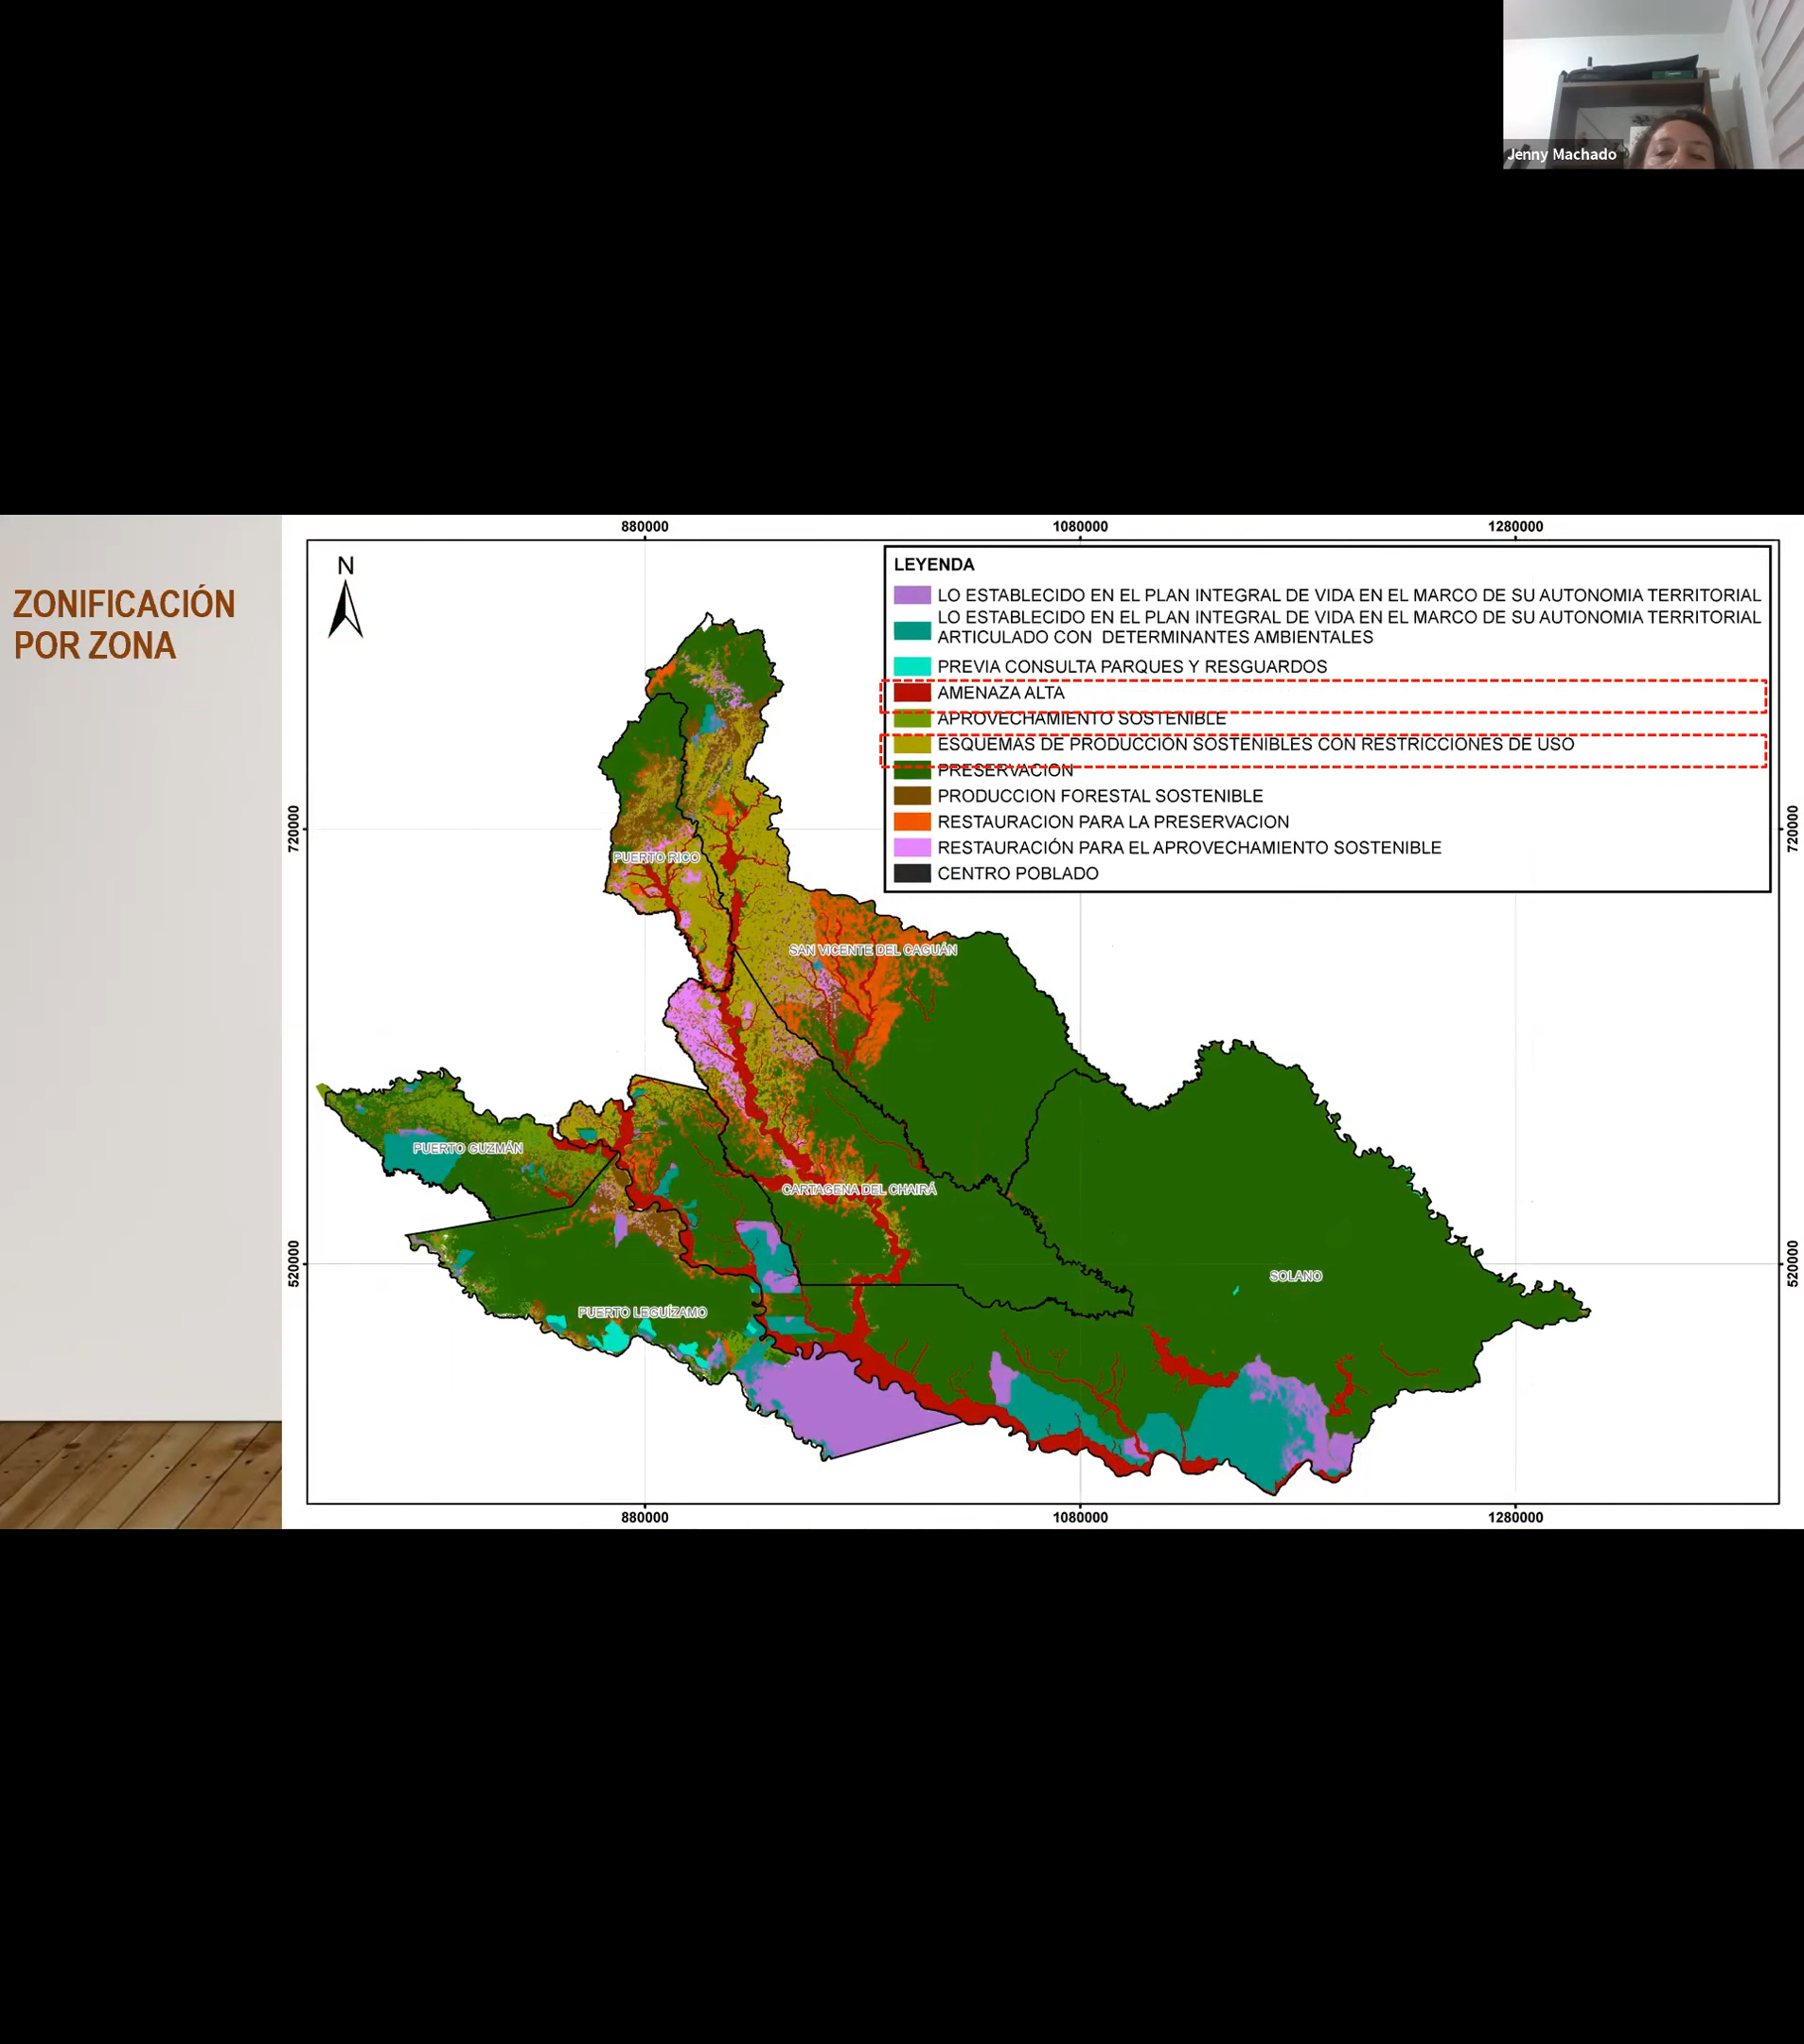 Jenny Machado
ZONIFICACIÓN
POR ZONA
880000
1080000
1280000
N
LEYENDA
LO ESTABLECIDO EN EL PLAN INTEGRAL DE VIDA EN EL MARCO DE SU AUTONOMIA TERRITORIAL
LO ESTABLECIDO EN EL PLAN INTEGRAL DE VIDA EN EL MARCO DE SU AUTONOMIA TERRITORIAL
ARTICULADO CON DETERMINANTES AMBIENTALES
PREVIA CONSULTA PARQUES Y RESGUARDOS
AMENAZA ALTA
APROVECHAMIENTO SOSTENIBLE
ESQUEMAS DE PRODUCCION SOSTENIBLES CON RESTRICCIONES DE USO
PRESERVACION
PRODUCCION FORESTAL SOSTENIBLE
RESTAURACION PARA LA PRESERVACION
RESTAURACIÓN PARA EL APROVECHAMIENTO SOSTENIBLE
CENTRO POBLADO
720000
720000
PUERTO RICO
SAN VICENTE DEL CAGUÁN
PUERTO GUZMÁN
CARTAGENA DEL CHAIRÁ
520000
520000
SOLANO
PUERTO LEGUÍZAMO
880000
1080000
1280000